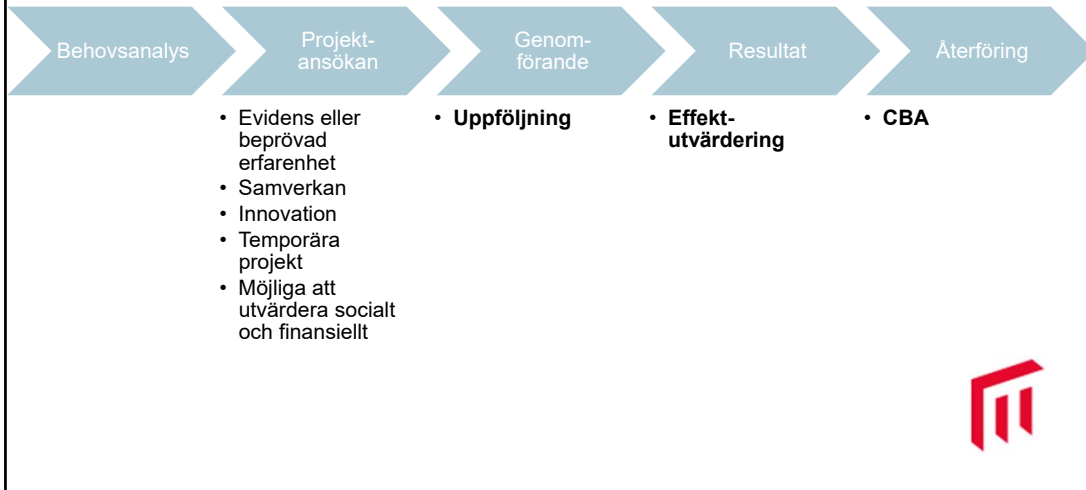 Behovsanalys
Projekt-
ansökan
Genom-
förande
Resultat
Återföring
• Evidens eller
beprövad
erfarenhet
• Samverkan
• Innovation
• Temporära
projekt
• Möjliga att
utvärdera socialt
och finansiellt
• Uppföljning
• Effekt-
utvärdering
• CBA